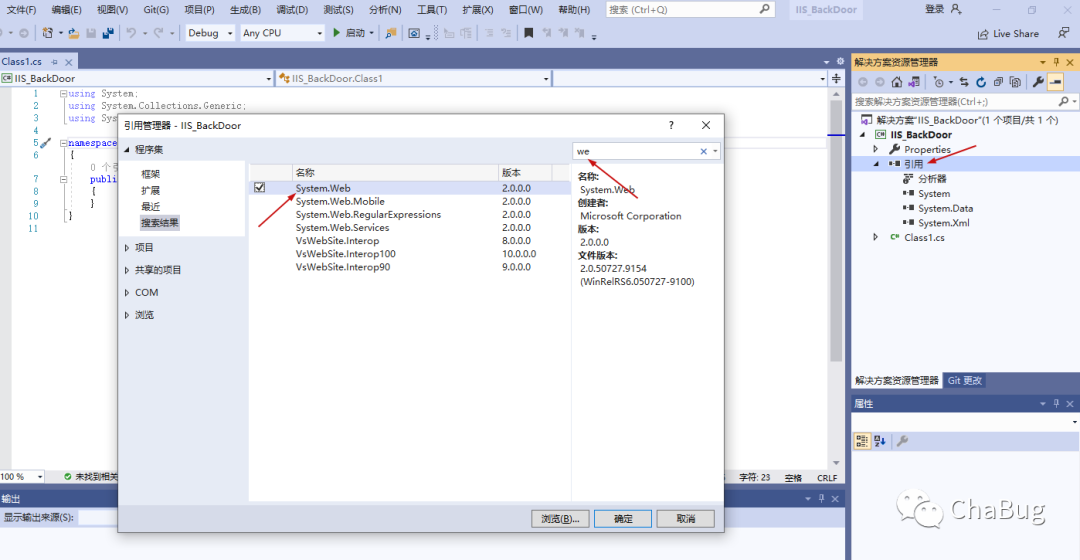 文件(F) 编辑(E) 视图(V) Git(G) 项目(P) 生成(B) 调试(D) 测试(S) 分析(N) 工具(T) 扩展(X) 窗口(W) 帮助(H) 搜索 (Ctrl+Q) IIS_BackDoor 登录
Debug Any CPU 启动 Live Share
Class1.cs
IIS_BackDoor IIS_BackDoor.Class1
1 using System;
2 using System.Collections.Generic;
3 using Sys
4
5 namespace
6 {
0 个引
7 publi
8 {
9 }
10 }
11
100 % 未找到相关
字符: 23 空格 CRLF
输出
显示输出来源(S):
引用管理器 - IIS_BackDoor ? ×
程序集
框架
扩展
最近
搜索结果
项目
共享的项目
COM
浏览
we
名称 版本
System.Web 2.0.0.0
System.Web.Mobile 2.0.0.0
System.Web.RegularExpressions 2.0.0.0
System.Web.Services 2.0.0.0
VsWebSite.Interop 8.0.0.0
VsWebSite.Interop100 10.0.0.0
VsWebSite.Interop90 9.0.0.0
名称:
System.Web
创建者:
Microsoft Corporation
版本:
2.0.0.0
文件版本:
2.0.50727.9154
(WinRelRS6.050727-9100)
浏览(B)... 确定 取消
解决方案资源管理器
搜索解决方案资源管理器(Ctrl+;)
解决方案"IIS_BackDoor"(1 个项目/共 1 个)
IIS_BackDoor
Properties
引用
分析器
System
System.Data
System.Xml
Class1.cs
解决方案资源管理器 Git 更改
属性
ChaBug